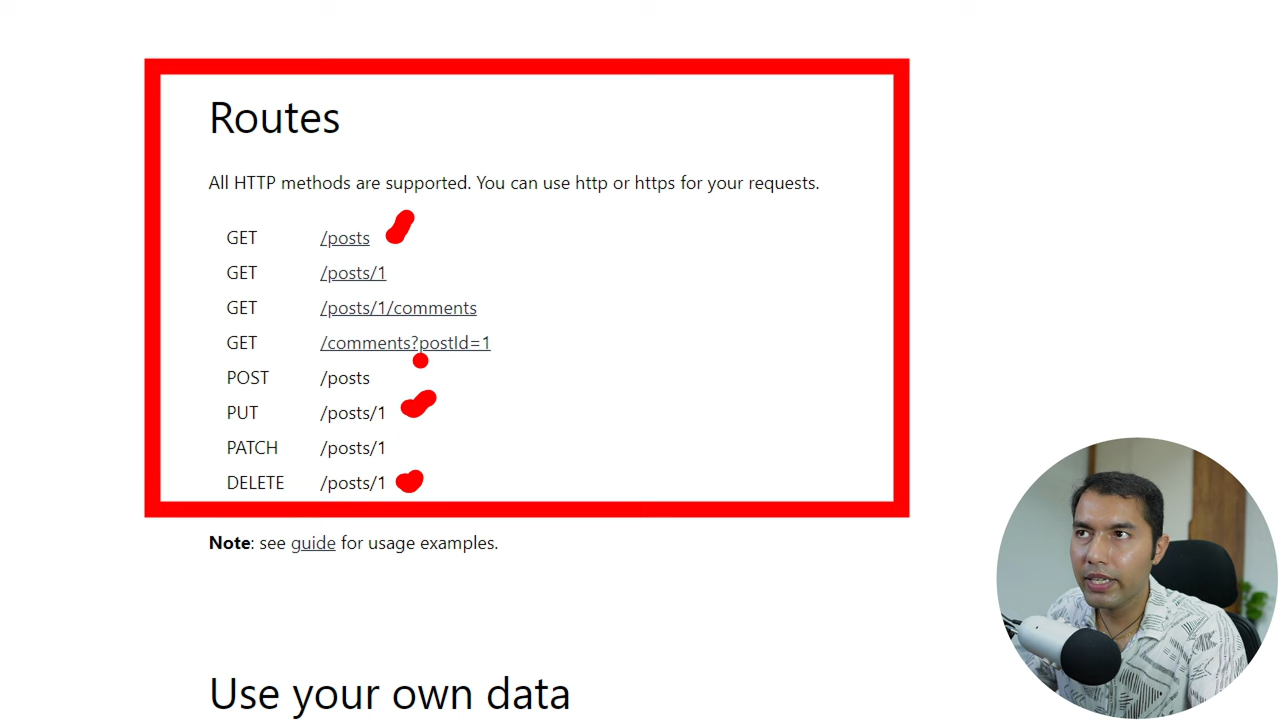 Routes
All HTTP methods are supported. You can use http or https for your requests.
GET /posts
GET /posts/1
GET /posts/1/comments
GET /comments?postId=1
POST /posts
PUT /posts/1
PATCH /posts/1
DELETE /posts/1
Note: see guide for usage examples.
Use your own data